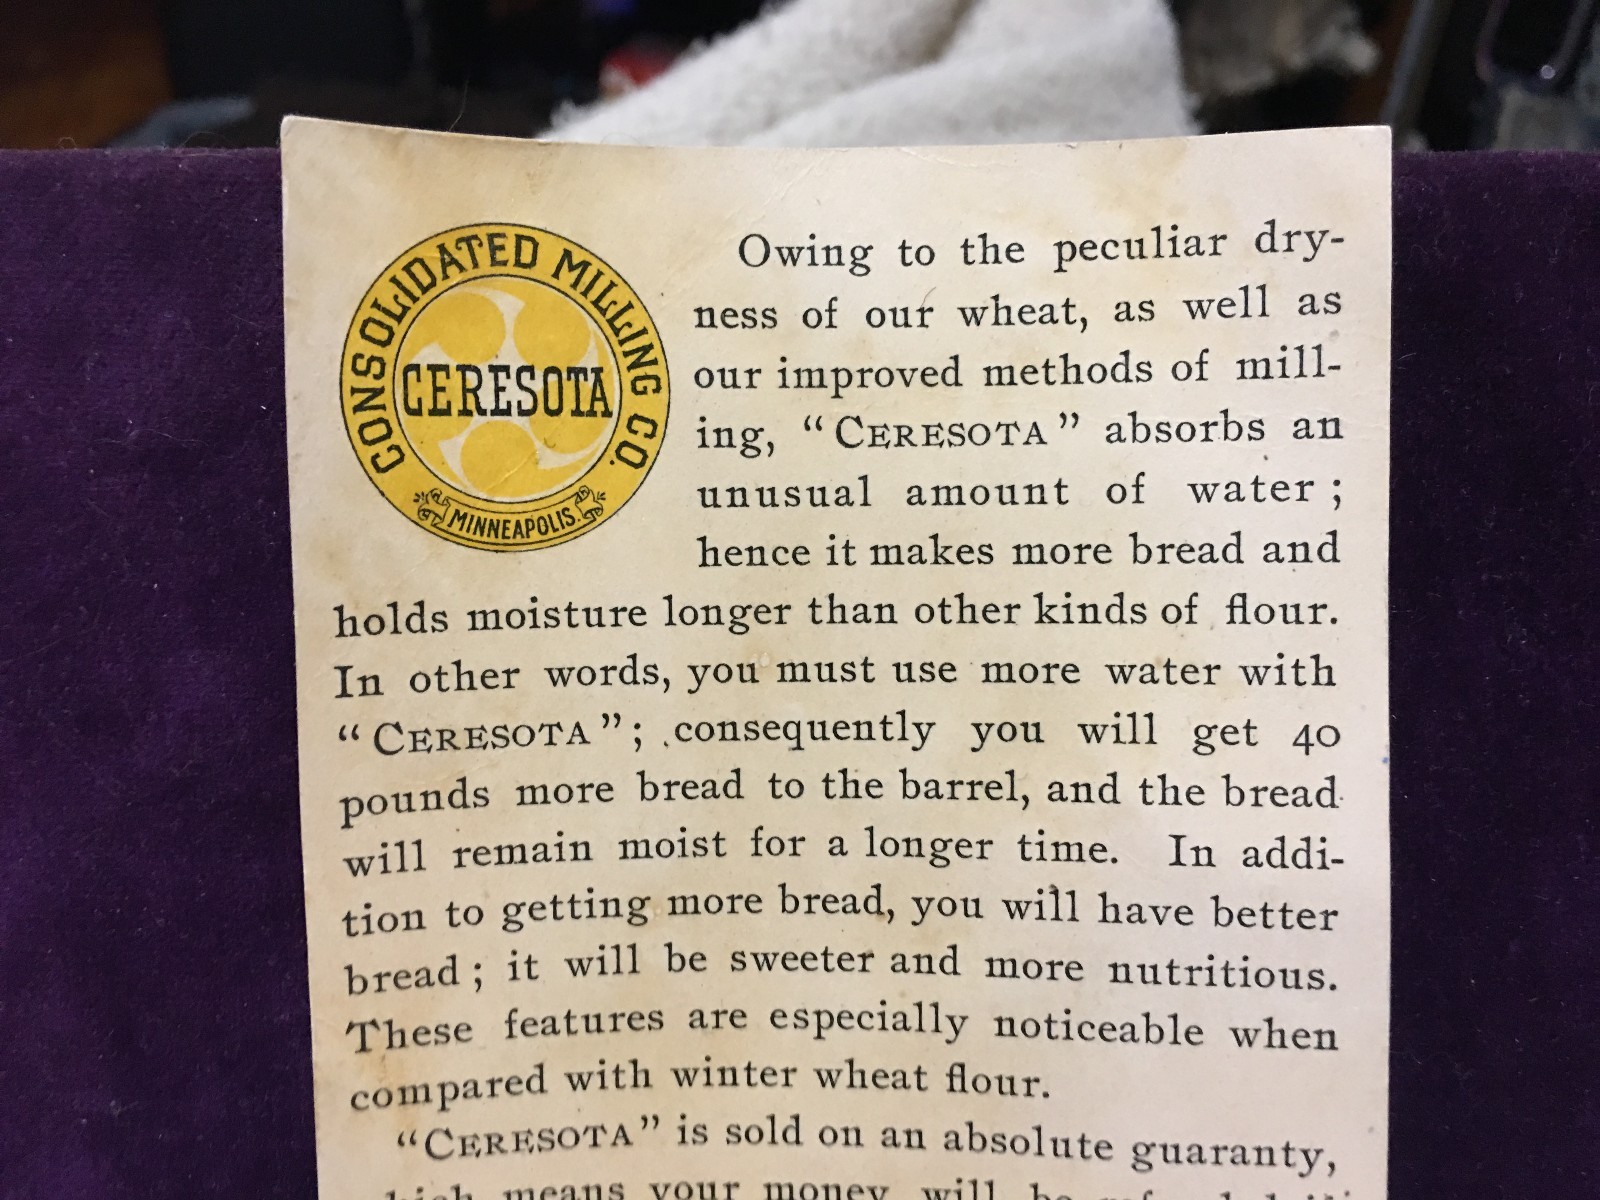 CONSOLIDATED MILLING CO.
CERESOTA
MINNEAPOLIS.
Owing to the peculiar dry-
ness of our wheat, as well as
our improved methods of mill-
ing, “CERESOTA” absorbs an
unusual amount of water;
hence it makes more bread and
holds moisture longer than other kinds of flour.
In other words, you must use more water with
“CERESOTA”; consequently you will get 40
pounds more bread to the barrel, and the bread
will remain moist for a longer time. In addi-
tion to getting more bread, you will have better
bread; it will be sweeter and more nutritious.
These features are especially noticeable when
compared with winter wheat flour.
“CERESOTA” is sold on an absolute guaranty,
means your money will be